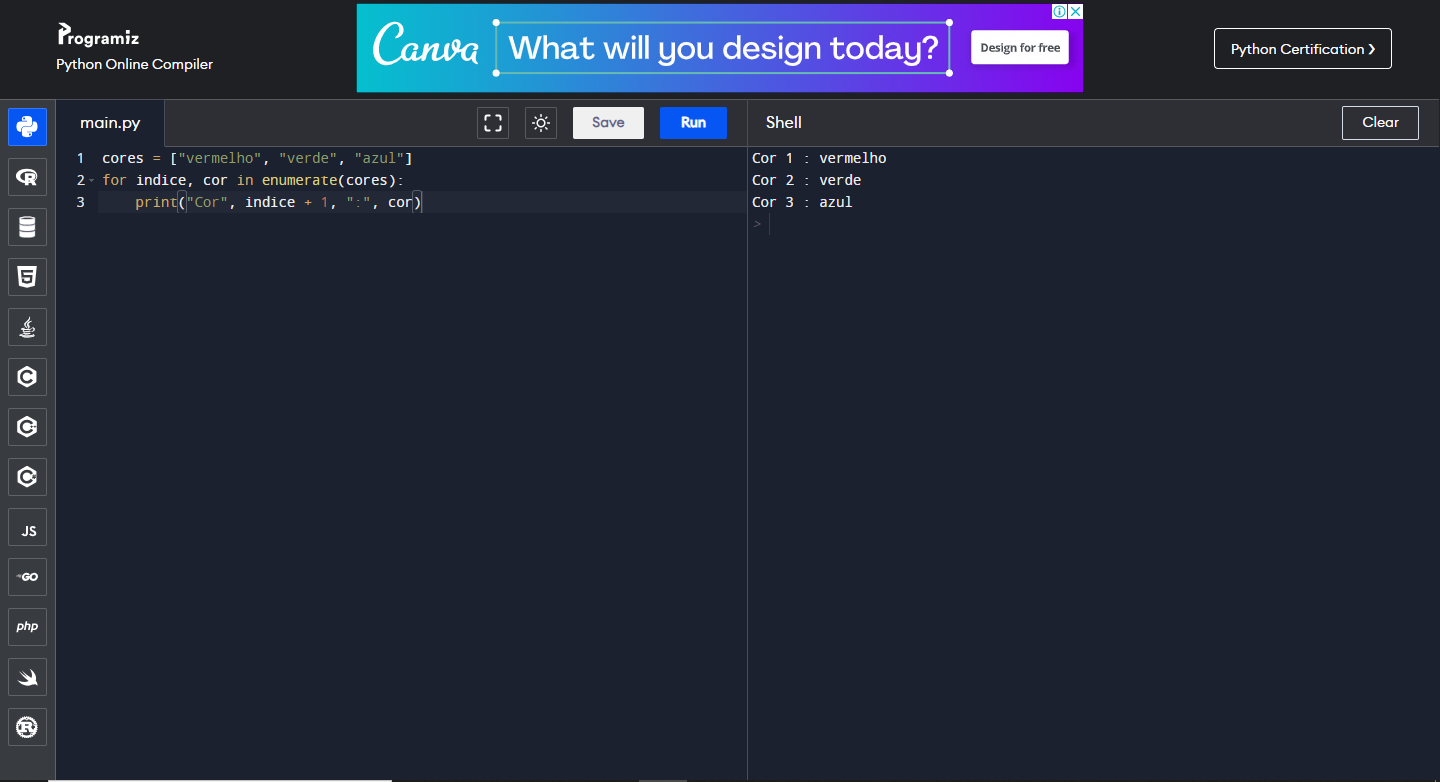 Programiz
Python Online Compiler
Canva
What will you design today?
Design for free
Python Certification ›
main.py
Save
Run
Shell
Clear
1 cores = ["vermelho", "verde", "azul"]
2 for indice, cor in enumerate(cores):
3     print("Cor", indice + 1, ":", cor)
Cor 1 : vermelho
Cor 2 : verde
Cor 3 : azul
>
R
5
C
C
C
JS
GO
php
R